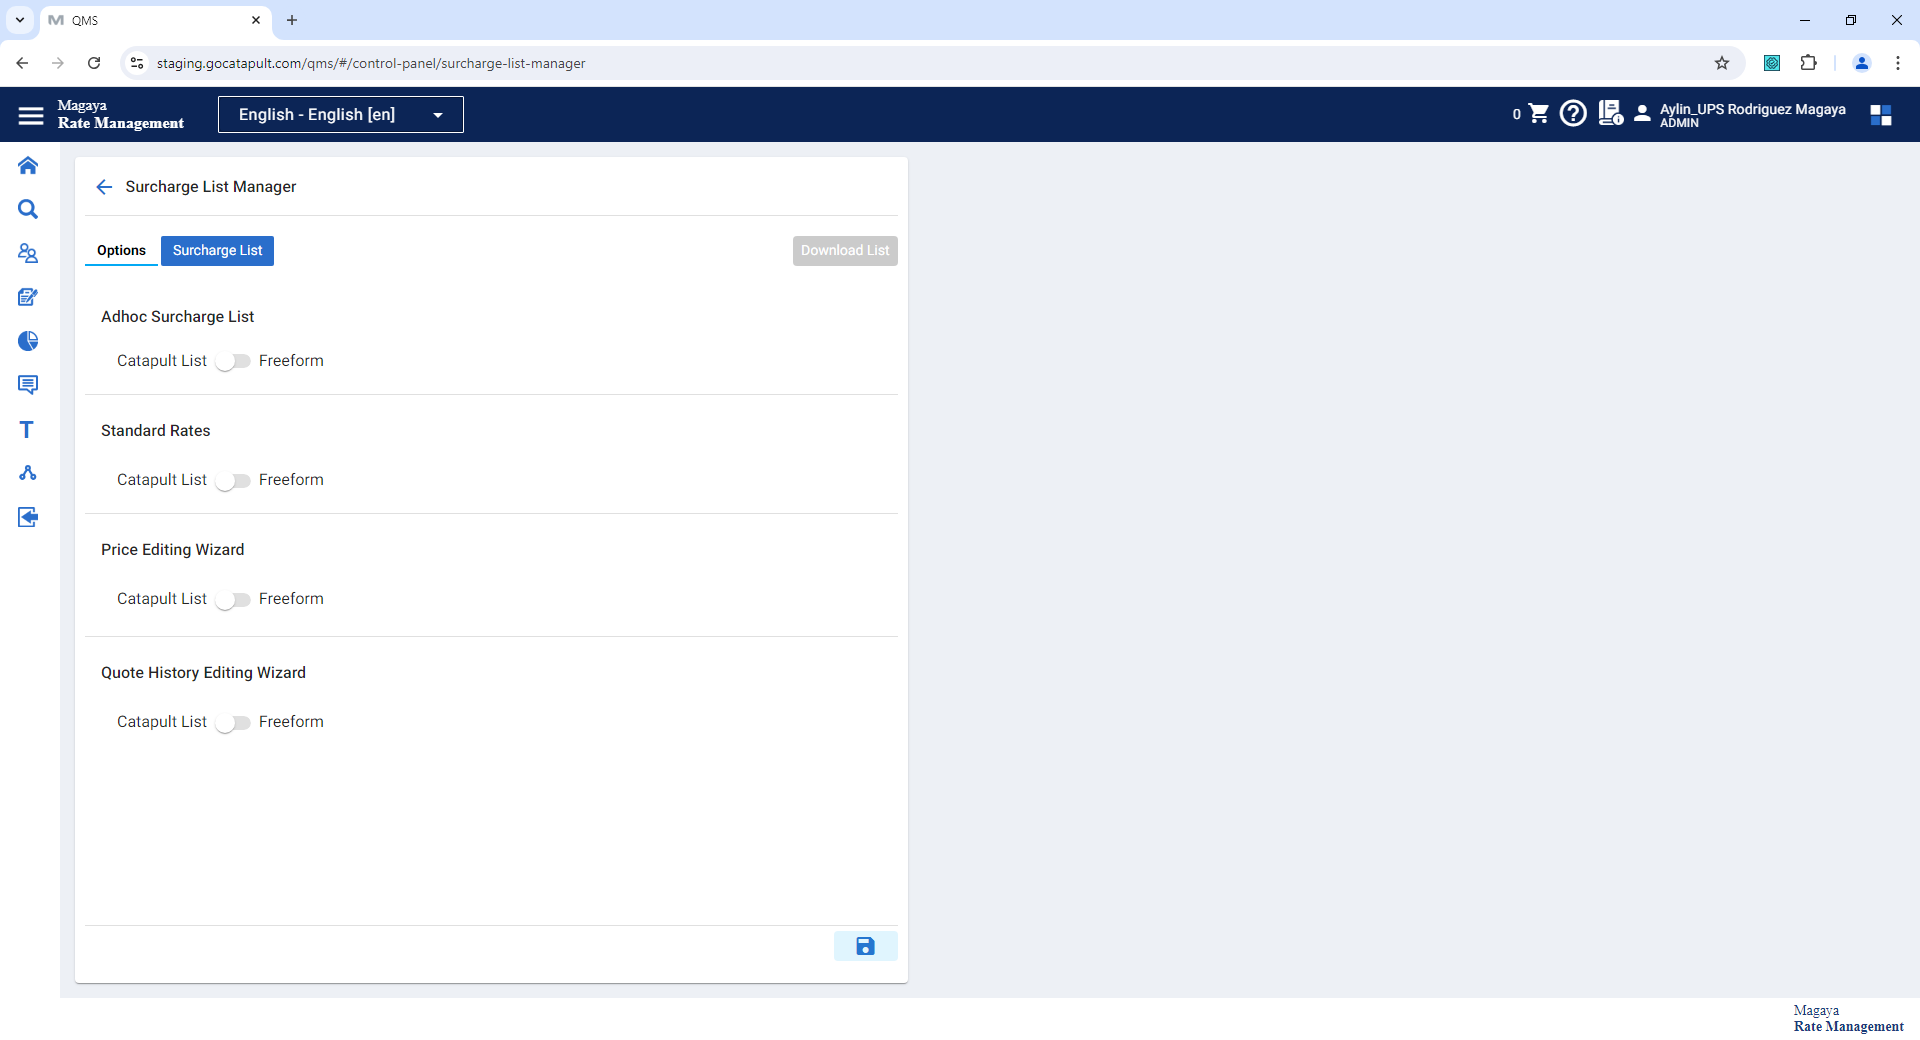 QMS
staging.gocatapult.com/qms/#/control-panel/surcharge-list-manager
Magaya
Rate Management
English - English [en]
0
Aylin_UPS Rodriguez Magaya
ADMIN
Surcharge List Manager
Options
Surcharge List
Download List
Adhoc Surcharge List
Catapult List
Freeform
Standard Rates
Catapult List
Freeform
Price Editing Wizard
Catapult List
Freeform
Quote History Editing Wizard
Catapult List
Freeform
Magaya
Rate Management